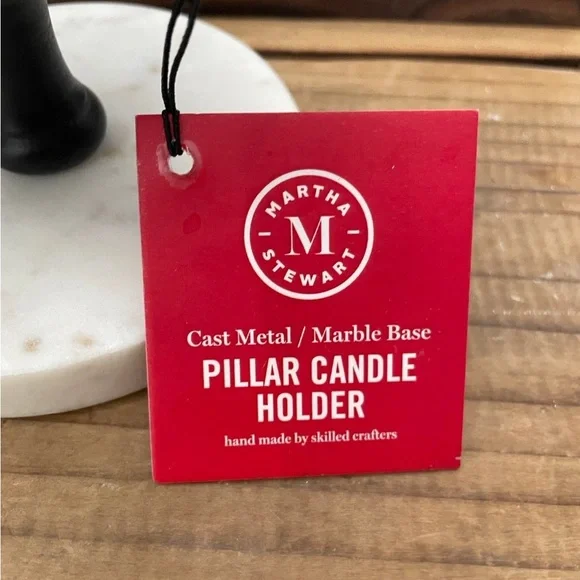 MARTHA
M
STEWART
Cast Metal / Marble Base
PILLAR CANDLE
HOLDER
hand made by skilled crafters